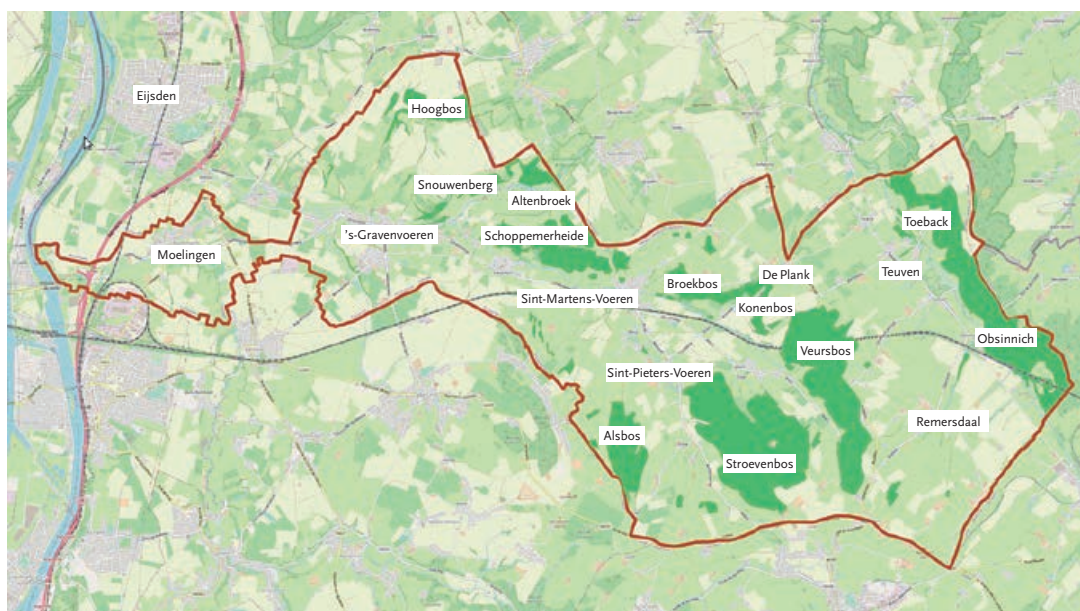 Eijsden
Hoogbos
Snouwenberg
Altenbroek
Toeback
's-Gravenvoeren
Schoppemerheide
Moelingen
De Plank
Teuven
Broekbos
Sint-Martens-Voeren
Konenbos
Obsinnich
Veursbos
Sint-Pieters-Voeren
Remersdaal
Alsbos
Stroevenbos